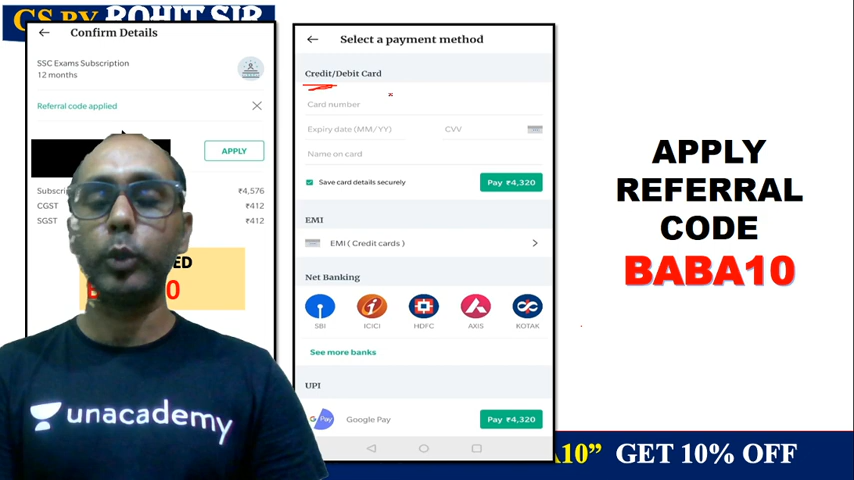 CS BY ROHIT SIR
Confirm Details
SSC Exams Subscription
12 months
Referral code applied
APPLY
₹4,576
CGST
₹412
SGST
₹412
unacademy
Select a payment method
Credit/Debit Card
Card number
Expiry date (MM/YY)
CVV
Name on card
Save card details securely
Pay ₹4,320
EMI
EMI ( Credit cards )
Net Banking
SBI
ICICI
HDFC
AXIS
KOTAK
See more banks
UPI
Pay
Google Pay
Pay ₹4,320
APPLY
REFERRAL
CODE
BABA10
GET 10% OFF